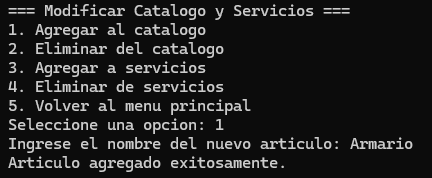 === Modificar Catalogo y Servicios ===
1. Agregar al catalogo
2. Eliminar del catalogo
3. Agregar a servicios
4. Eliminar de servicios
5. Volver al menu principal
Seleccione una opcion: 1
Ingrese el nombre del nuevo articulo: Armario
Articulo agregado exitosamente.